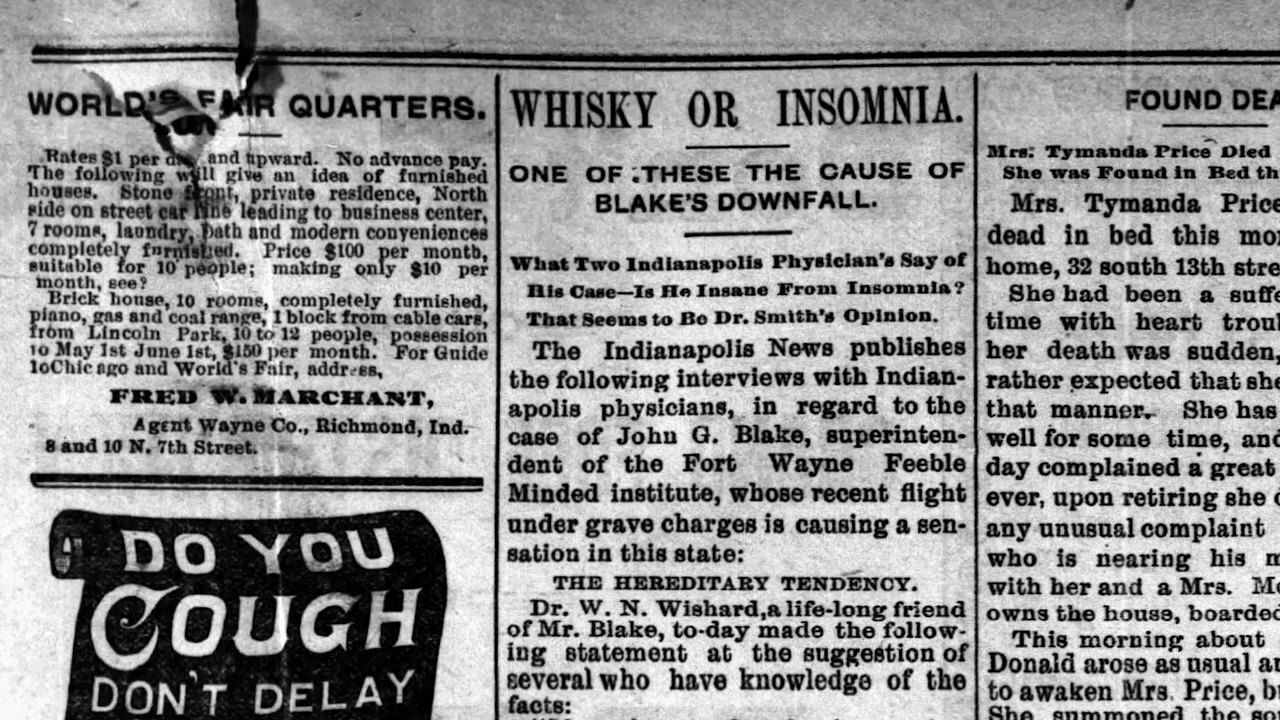 WORLD'S FAIR QUARTERS.
Rates $1 per day and upward. No advance pay.
The following will give an idea of furnished
houses. Stone front, private residence, North
side on street car line leading to business center,
7 rooms, laundry, bath and modern conveniences
completely furnished. Price $100 per month,
suitable for 10 people; making only $10 per
month, see?
Brick house, 10 rooms, completely furnished,
piano, gas and coal range, 1 block from cable cars,
from Lincoln Park, 10 to 12 people, possession
to May 1st June 1st, $150 per month. For Guide
toChicago and World's Fair, address,
FRED W. MARCHANT,
Agent Wayne Co., Richmond, Ind.
8 and 10 N. 7th Street.
DO YOU
COUGH
DON'T DELAY
WHISKY OR INSOMNIA.
ONE OF THESE THE CAUSE OF
BLAKE'S DOWNFALL.
What Two Indianapolis Physician's Say of
His Case—Is He Insane From Insomnia?
That Seems to Be Dr. Smith's Opinion.
The Indianapolis News publishes
the following interviews with Indian-
apolis physicians, in regard to the
case of John G. Blake, superinten-
dent of the Fort Wayne Feeble
Minded institute, whose recent flight
under grave charges is causing a sen-
sation in this state:
THE HEREDITARY TENDENCY.
Dr. W. N. Wishard, a life-long friend
of Mr. Blake, to-day made the follow-
ing statement at the suggestion of
several who have knowledge of the
facts:
FOUND DEA
Mrs. Tymanda Price Died
She was Found in Bed th
Mrs. Tymanda Price
dead in bed this mor
home, 32 south 13th stre
She had been a suffe
time with heart troul
her death was sudden,
rather expected that she
that manner. She has
well for some time, and
day complained a great
ever, upon retiring she
any unusual complaint
who is nearing his
with her and a Mrs.
owns the house, boarded
This morning about
Donald arose as usual
to awaken Mrs. Price,
She summoned the